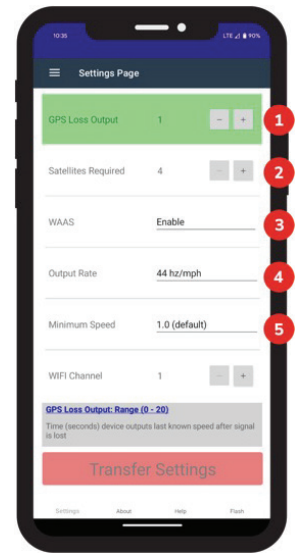 10:35 LTE 90%
Settings Page
GPS Loss Output 1 - + 1
Satellites Required 4 - + 2
WAAS Enable 3
Output Rate 44 hz/mph 4
Minimum Speed 1.0 (default) 5
WIFI Channel 1 - +
GPS Loss Output: Range (0 - 20)
Time (seconds) device outputs last known speed after signal
is lost
Transfer Settings
Settings About Help Flash